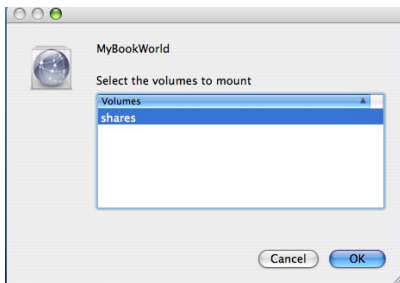 MyBookWorld
Select the volumes to mount
Volumes
shares
Cancel OK